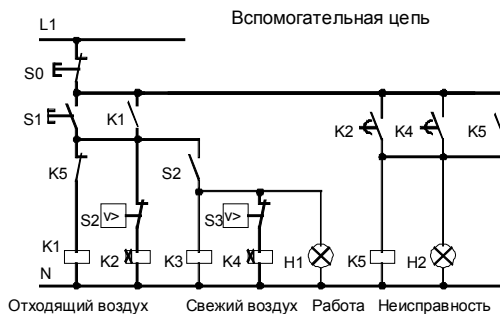 Вспомогательная цепь
L1
S0
S1 K1 K2 K4 K5
K5 S2
S2 v> S3 v>
K1 K2 K3 K4 H1 K5 H2
N
Отходящий воздух Свежий воздух Работа Неисправность